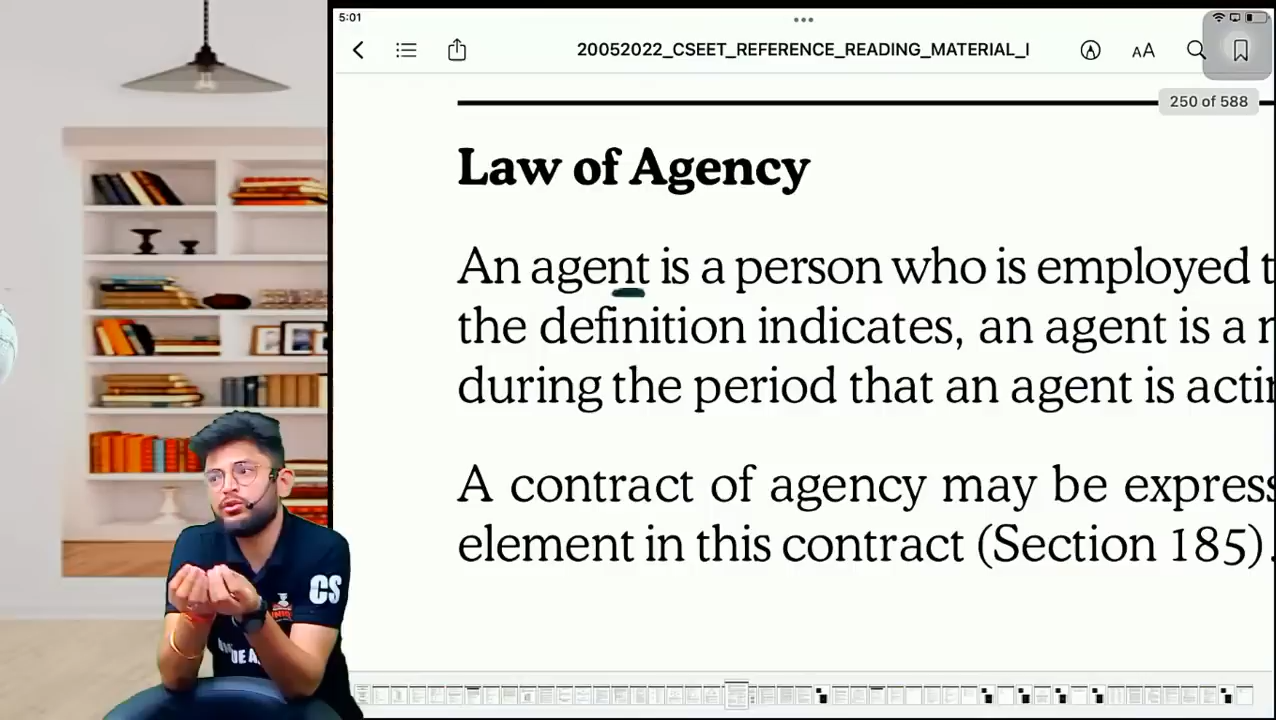 5:01
20052022_CSEET_REFERENCE_READING_MATERIAL_I
AA
250 of 588
Law of Agency
An agent is a person who is employed t
the definition indicates, an agent is a
during the period that an agent is actin
A contract of agency may be express
element in this contract (Section 185).
CS